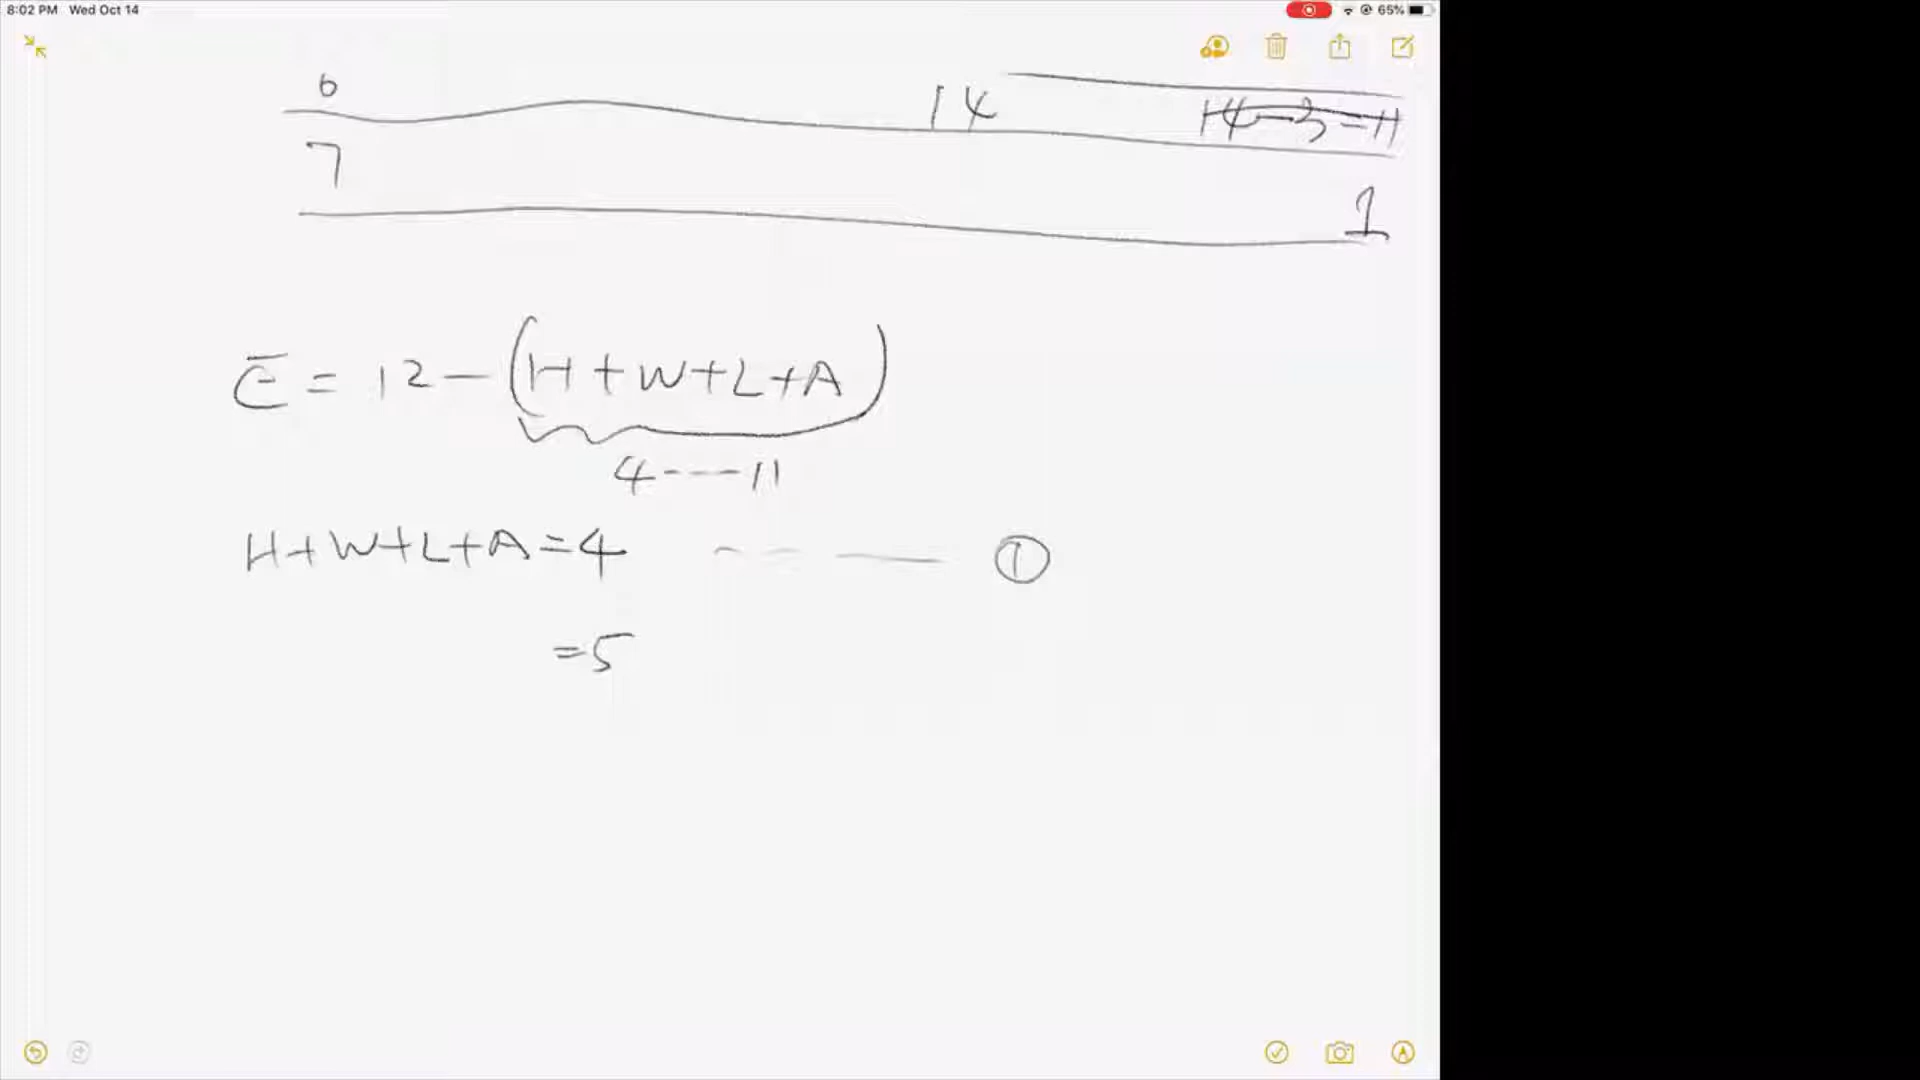 8:02 PM Wed Oct 14 65%
6
14 14-3=11
7
1
E = 12 - (H+W+L+A)
4---11
H+W+L+A=4 ----- ①
=5